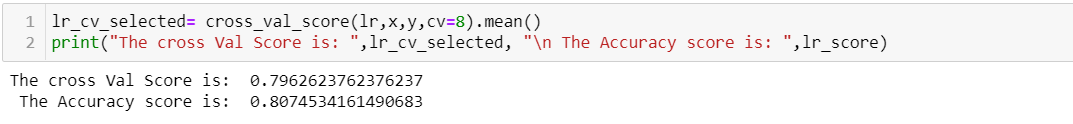 1 lr_cv_selected= cross_val_score(lr,x,y,cv=8).mean()
2 print("The cross Val Score is: ",lr_cv_selected, "\n The Accuracy score is: ",lr_score)
The cross Val Score is:  0.7962623762376237
 The Accuracy score is:  0.8074534161490683